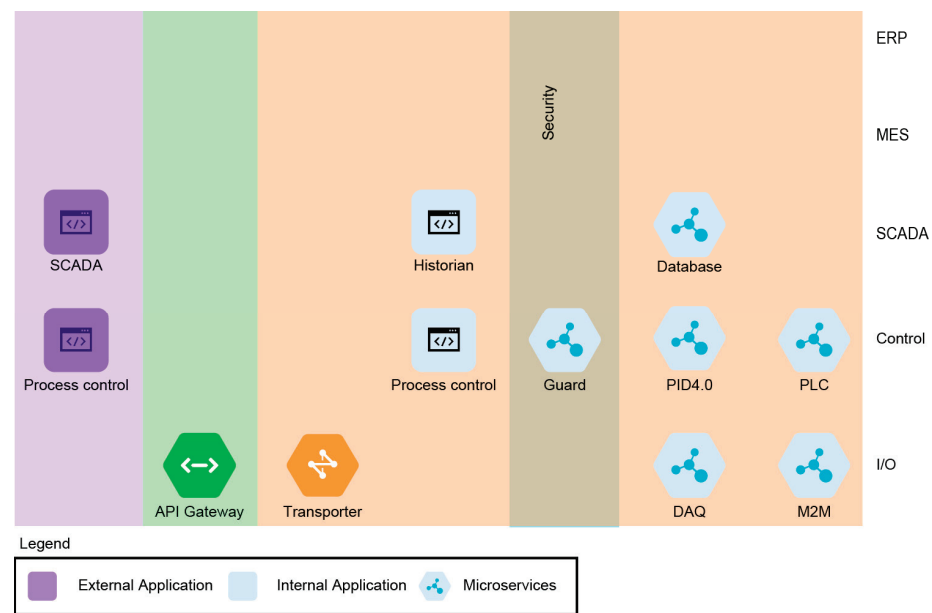 ERP
Security
MES
SCADA
Historian
Database
SCADA
Process control
Process control
Guard
PID4.0
PLC
Control
API Gateway
Transporter
DAQ
M2M
I/O
Legend
External Application
Internal Application
Microservices